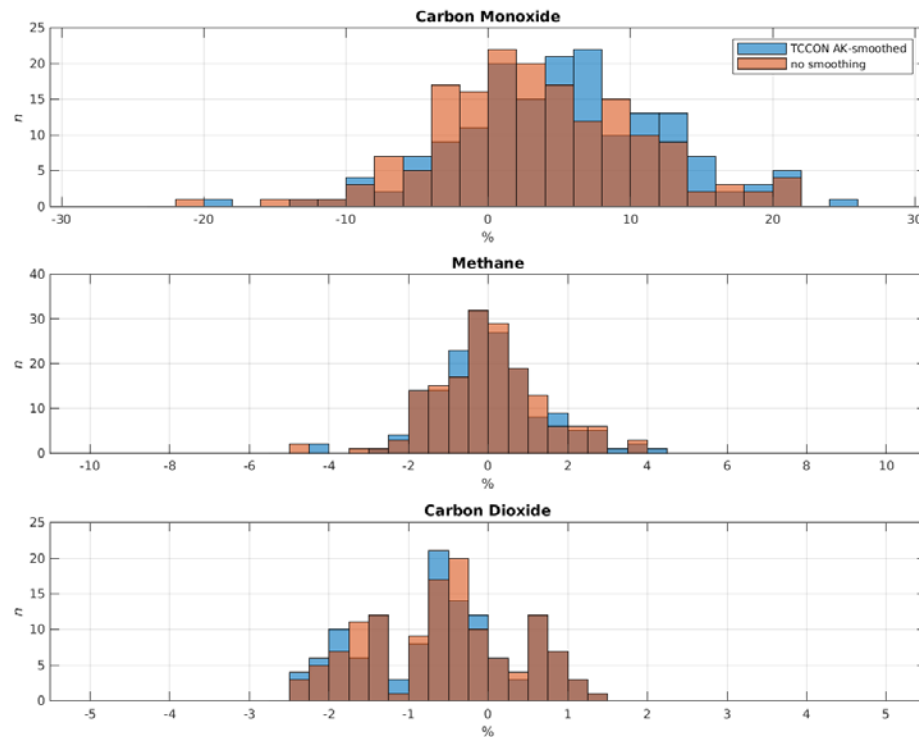 Carbon Monoxide
25
20
15
10
5
0
n
TCCON AK-smoothed
no smoothing
-30 -20 -10 0 10 20 30
%
Methane
40
30
20
10
0
n
-10 -8 -6 -4 -2 0 2 4 6 8 10
%
Carbon Dioxide
25
20
15
10
5
0
n
-5 -4 -3 -2 -1 0 1 2 3 4 5
%